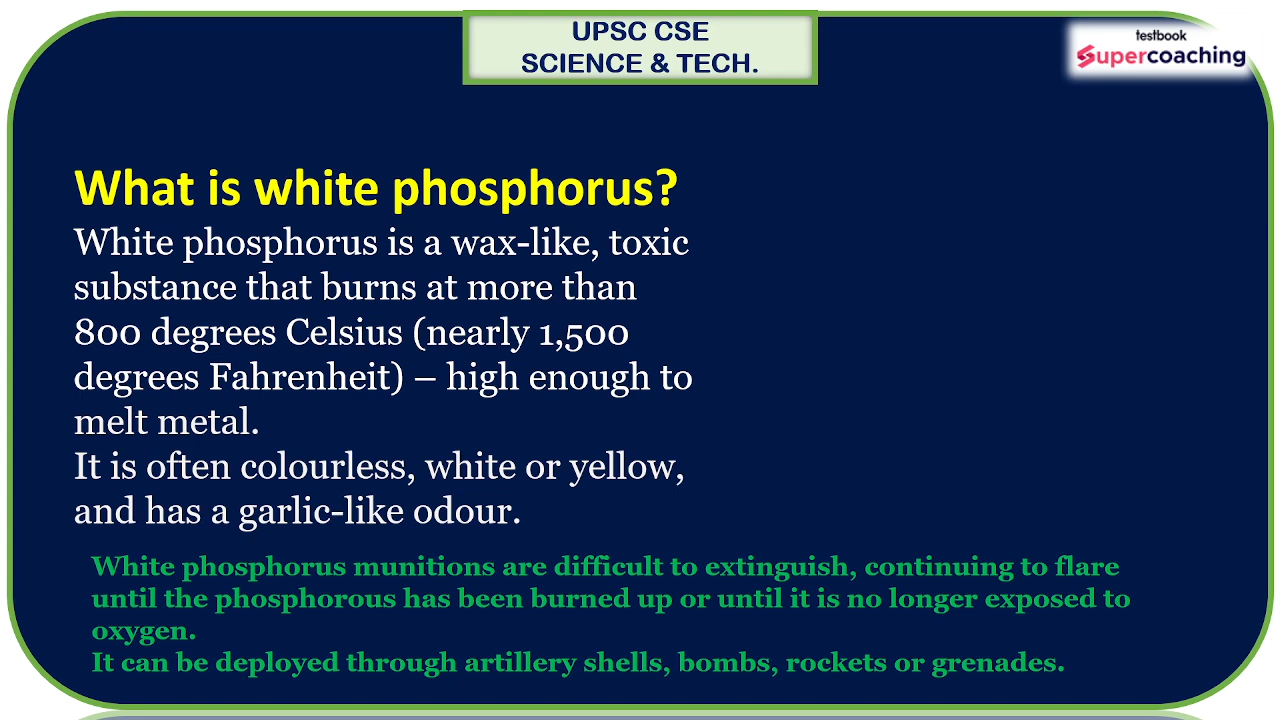 UPSC CSE
SCIENCE & TECH.
testbook
Supercoaching
What is white phosphorus?
White phosphorus is a wax-like, toxic
substance that burns at more than
800 degrees Celsius (nearly 1,500
degrees Fahrenheit) – high enough to
melt metal.
It is often colourless, white or yellow,
and has a garlic-like odour.
White phosphorus munitions are difficult to extinguish, continuing to flare
until the phosphorous has been burned up or until it is no longer exposed to
oxygen.
It can be deployed through artillery shells, bombs, rockets or grenades.